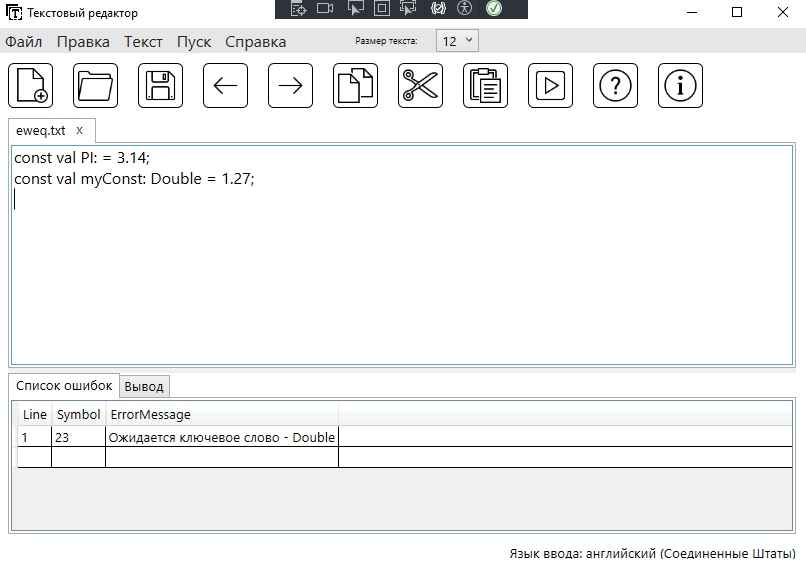 Текстовый редактор
Файл Правка Текст Пуск Справка Размер текста: 12
eweq.txt x
const val PI: = 3.14;
const val myConst: Double = 1.27;
Список ошибок Вывод
Line Symbol ErrorMessage
1 23 Ожидается ключевое слово - Double
Язык ввода: английский (Соединенные Штаты)